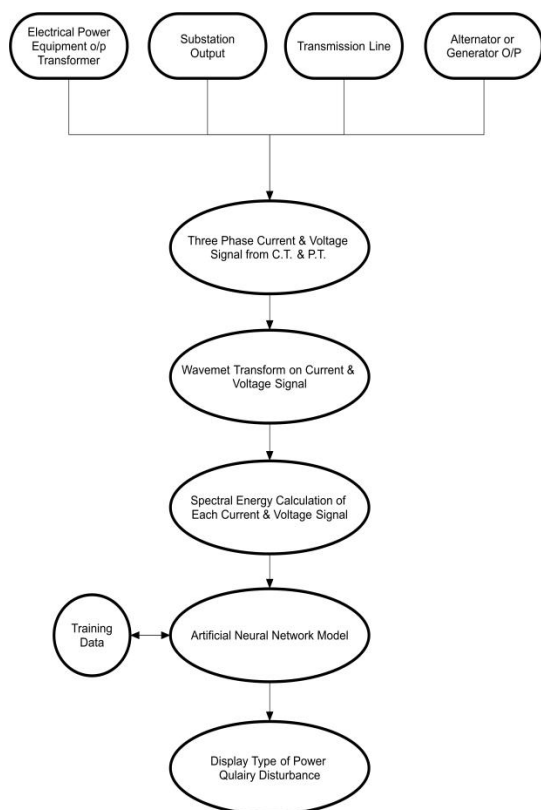 Electrical Power
Equipment o/p
Transformer
Substation
Output
Transmission Line
Alternator or
Generator O/P
Three Phase Current & Voltage
Signal from C.T. & P.T.
Wavemet Transform on Current &
Voltage Signal
Spectral Energy Calculation of
Each Current & Voltage Signal
Training
Data
Artificial Neural Network Model
Display Type of Power
Qulairy Disturbance